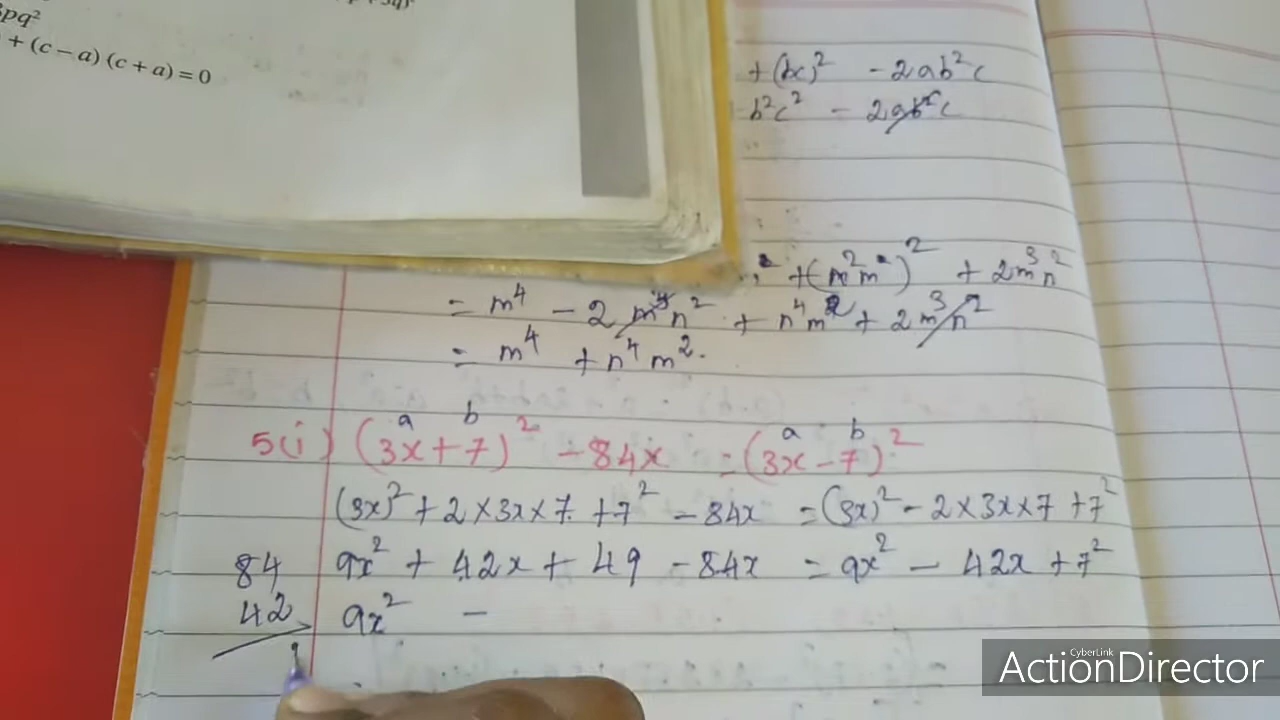 pq²
+ (c – a) (c + a) = 0
+(bc)² - 2ab²c
b²c² - 2ab²c
+(n²m²)² + 2m³n²
= m⁴ - 2m³n² + n⁴m² + 2m³n²
= m⁴ + n⁴m².
a b a b
5(i) (3x+7)² - 84x = (3x-7)²
(3x)² + 2×3x×7 + 7² - 84x = (3x)² - 2×3x×7 + 7²
84 9x² + 42x + 49 - 84x = 9x² - 42x + 7²
42 9x² -
CyberLink
ActionDirector